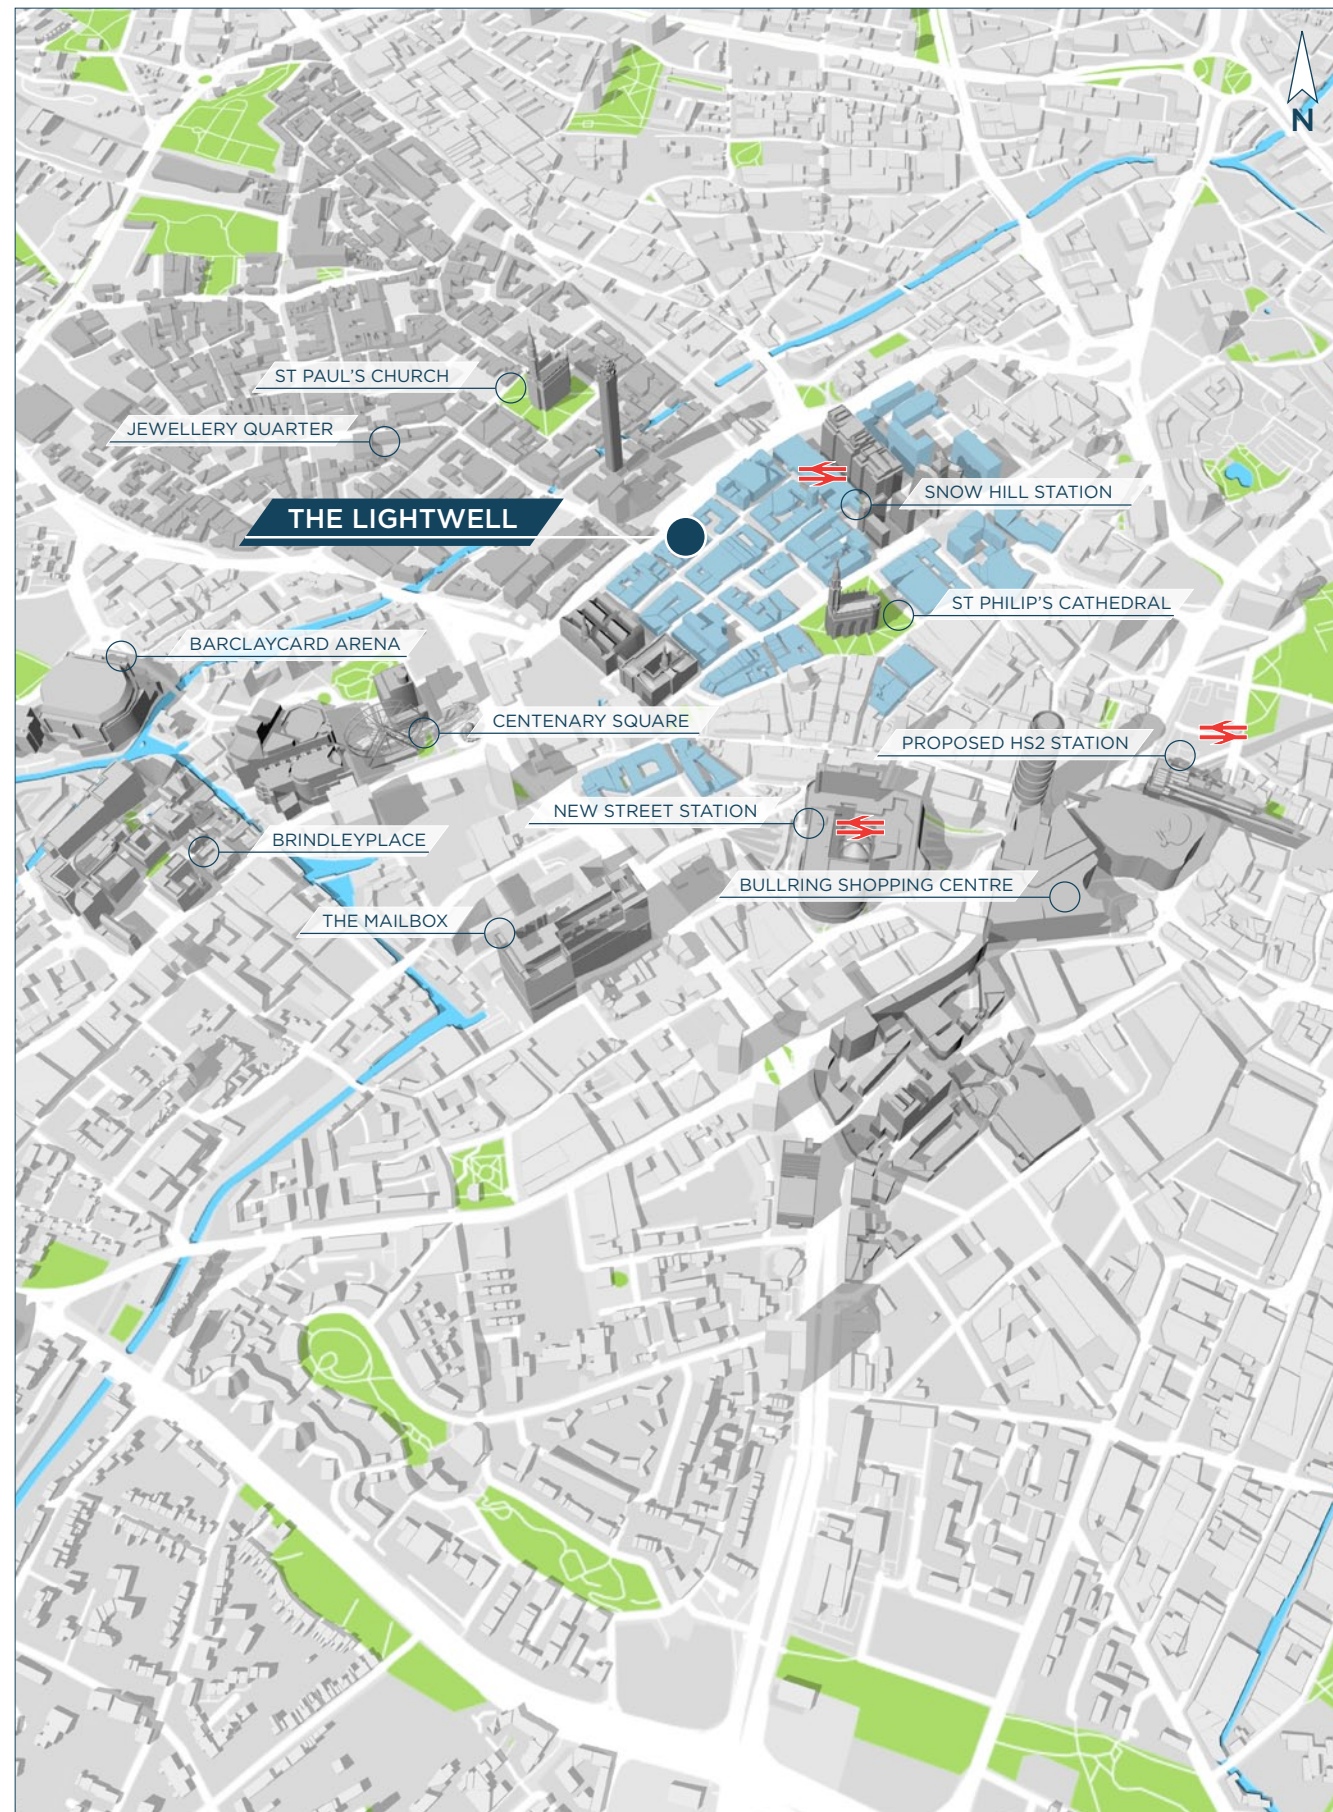 N
ST PAUL'S CHURCH
JEWELLERY QUARTER
SNOW HILL STATION
THE LIGHTWELL
ST PHILIP'S CATHEDRAL
BARCLAYCARD ARENA
CENTENARY SQUARE
PROPOSED HS2 STATION
NEW STREET STATION
BRINDLEYPLACE
BULLRING SHOPPING CENTRE
THE MAILBOX